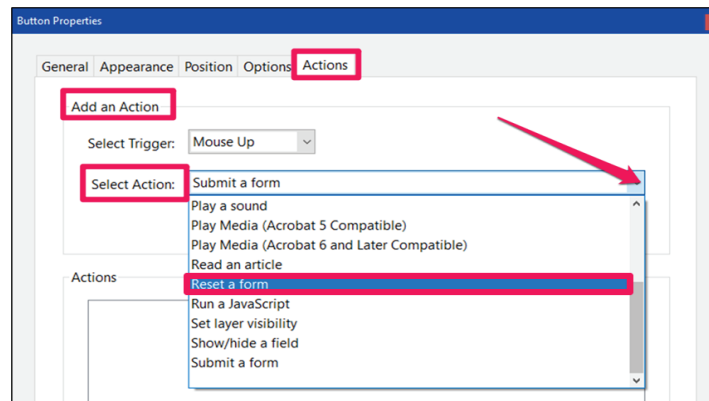 Button Properties
General Appearance Position Options Actions
Add an Action
Select Trigger: Mouse Up
Select Action: Submit a form
Play a sound
Play Media (Acrobat 5 Compatible)
Play Media (Acrobat 6 and Later Compatible)
Read an article
Actions
Reset a form
Run a JavaScript
Set layer visibility
Show/hide a field
Submit a form